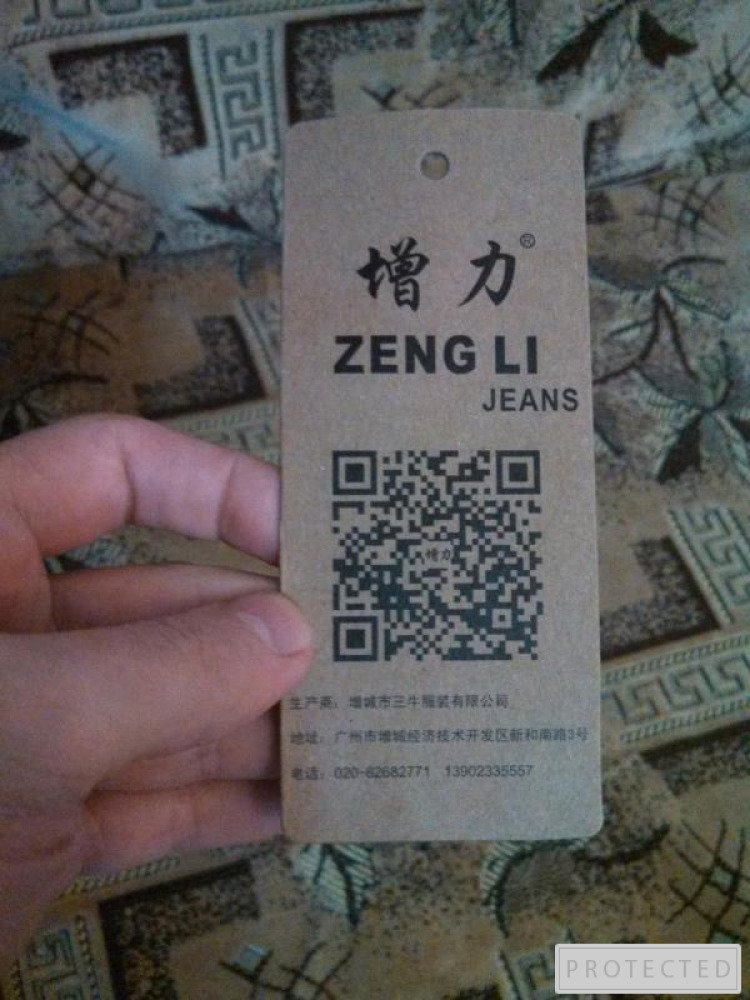 增力®
ZENG LI
JEANS
增力
生产商：增城市三牛服装有限公司
地址：广州市增城经济技术开发区新和南路3号
电话：020-82682771 13902335557
PROTECTED